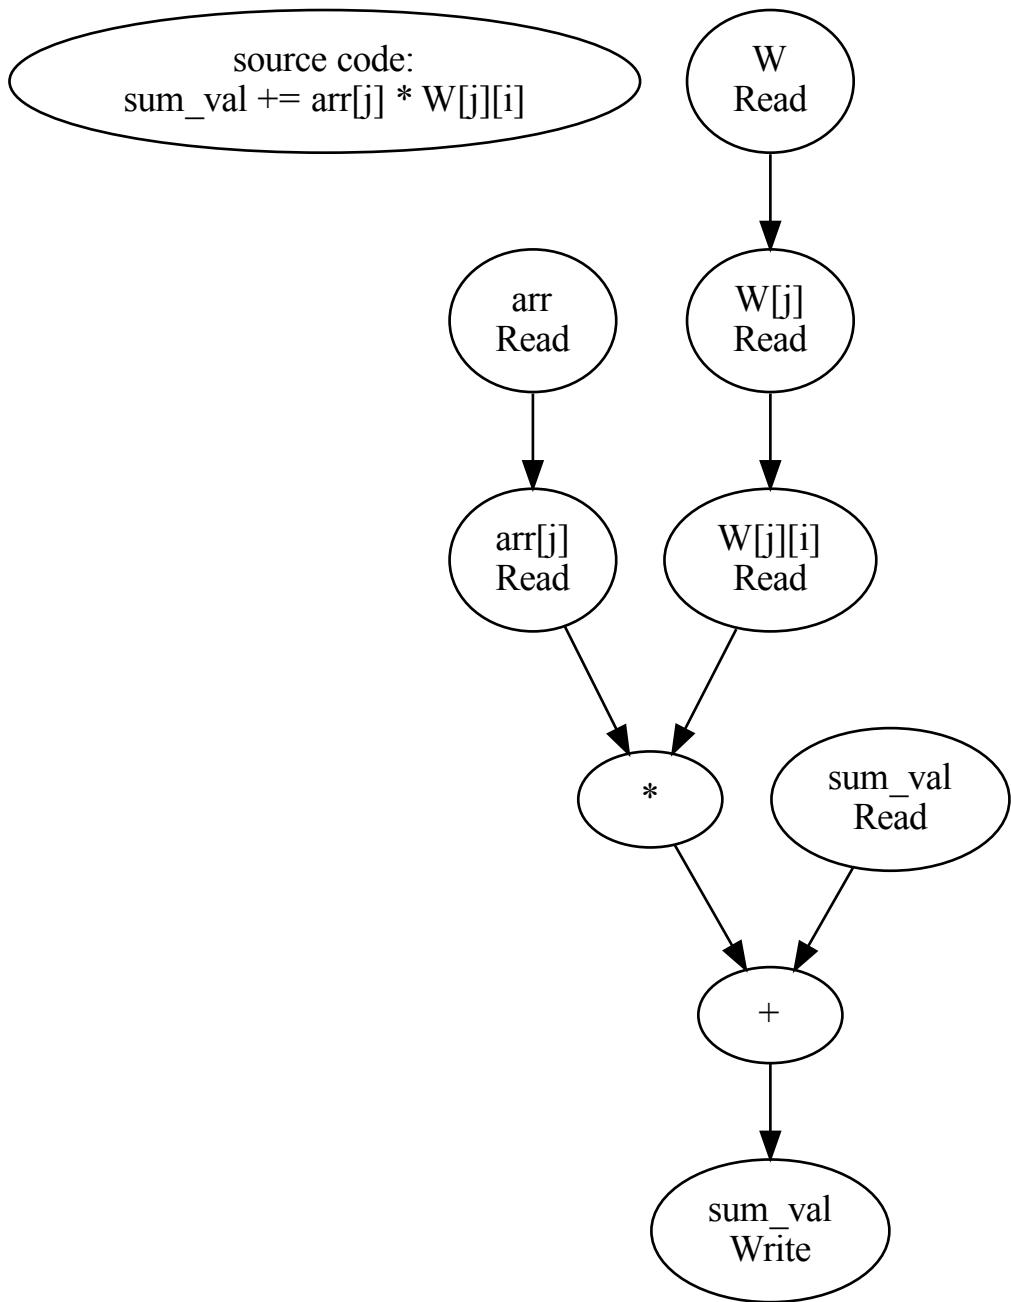 source code:
sum_val += arr[j] * W[j][i]
W
Read
arr
Read
W[j]
Read
arr[j]
Read
W[j][i]
Read
*
sum_val
Read
+
sum_val
Write